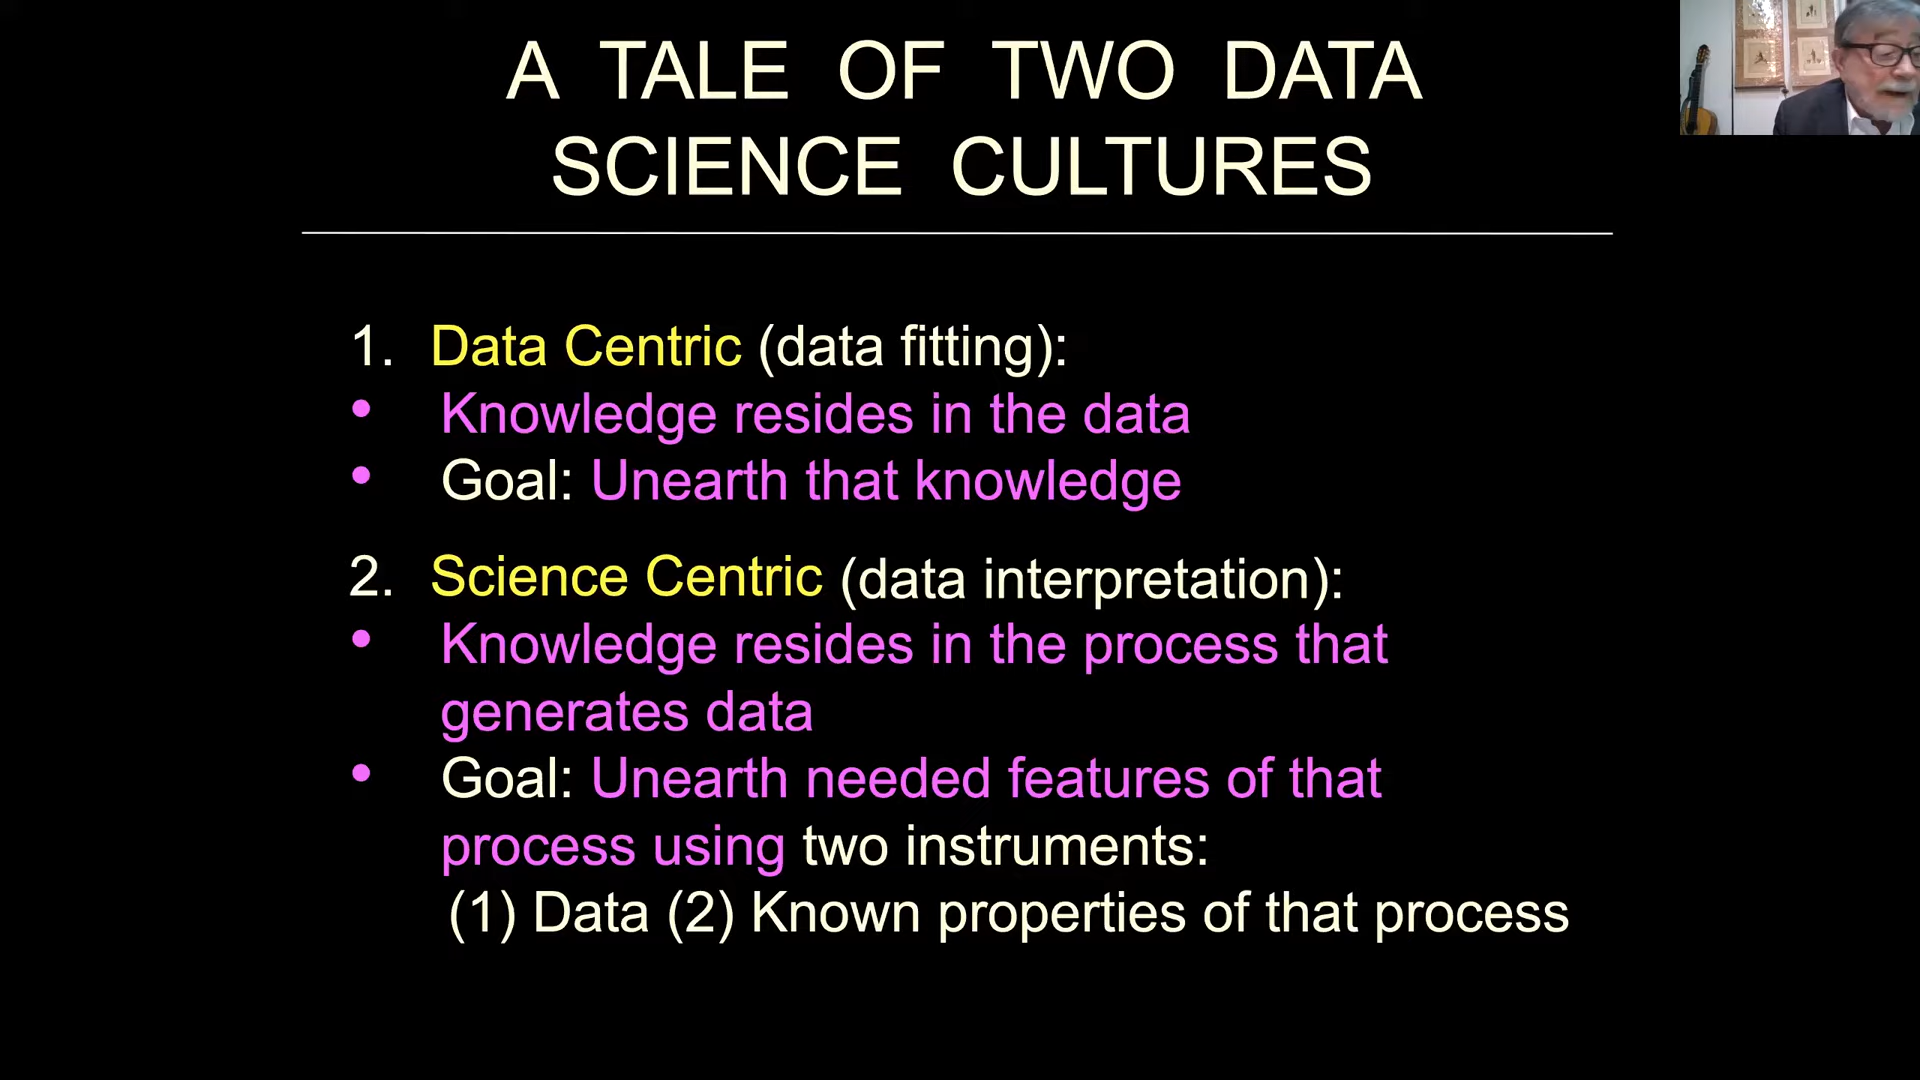 A TALE OF TWO DATA
SCIENCE CULTURES
1. Data Centric (data fitting):
• Knowledge resides in the data
• Goal: Unearth that knowledge
2. Science Centric (data interpretation):
• Knowledge resides in the process that
generates data
• Goal: Unearth needed features of that
process using two instruments:
(1) Data (2) Known properties of that process